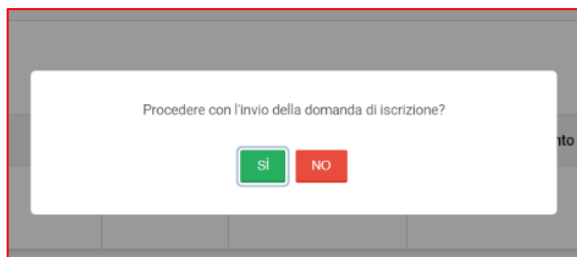 Procedere con l'invio della domanda di iscrizione?
SÌ NO
nto